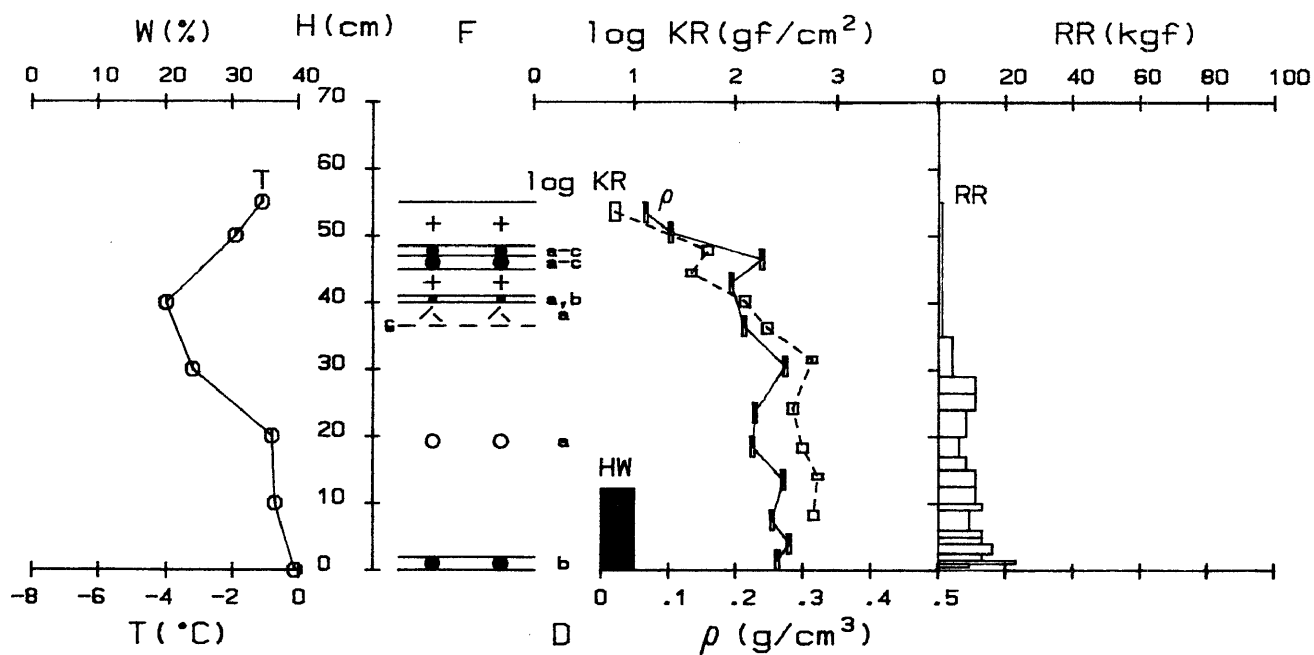 W(%) H(cm) F log KR(gf/cm²) RR(kgf)
0 10 20 30 40 0 1 2 3 4 0 20 40 60 80 100
70
60
T log KR ρ RR
50
a-c
a-c
40 a,b
a
c
30
20 a
HW
10
0 b
-8 -6 -4 -2 0 0 .1 .2 .3 .4 .5
T(°C) D ρ (g/cm³)